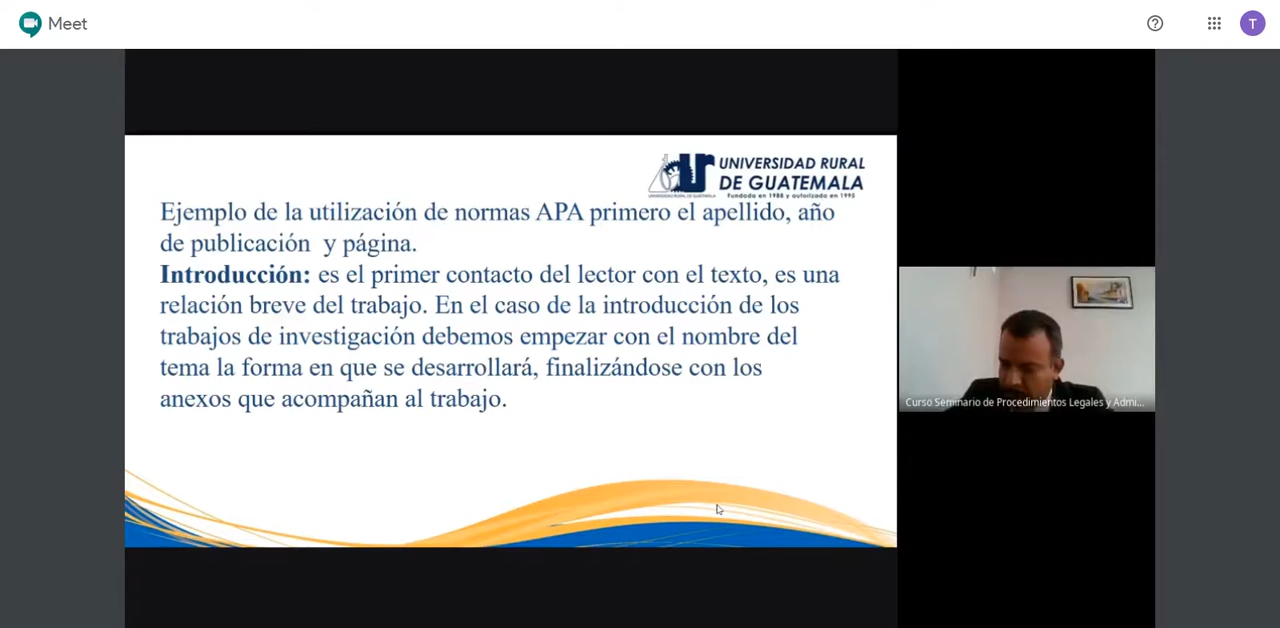 Meet
T
UNIVERSIDAD RURAL
DE GUATEMALA
Fundada en 1988 y autorizada en 1995
Ejemplo de la utilización de normas APA primero el apellido, año
de publicación y página.
Introducción: es el primer contacto del lector con el texto, es una
relación breve del trabajo. En el caso de la introducción de los
trabajos de investigación debemos empezar con el nombre del
tema la forma en que se desarrollará, finalizándose con los
anexos que acompañan al trabajo.
Curso Seminario de Procedimientos Legales y Admi...